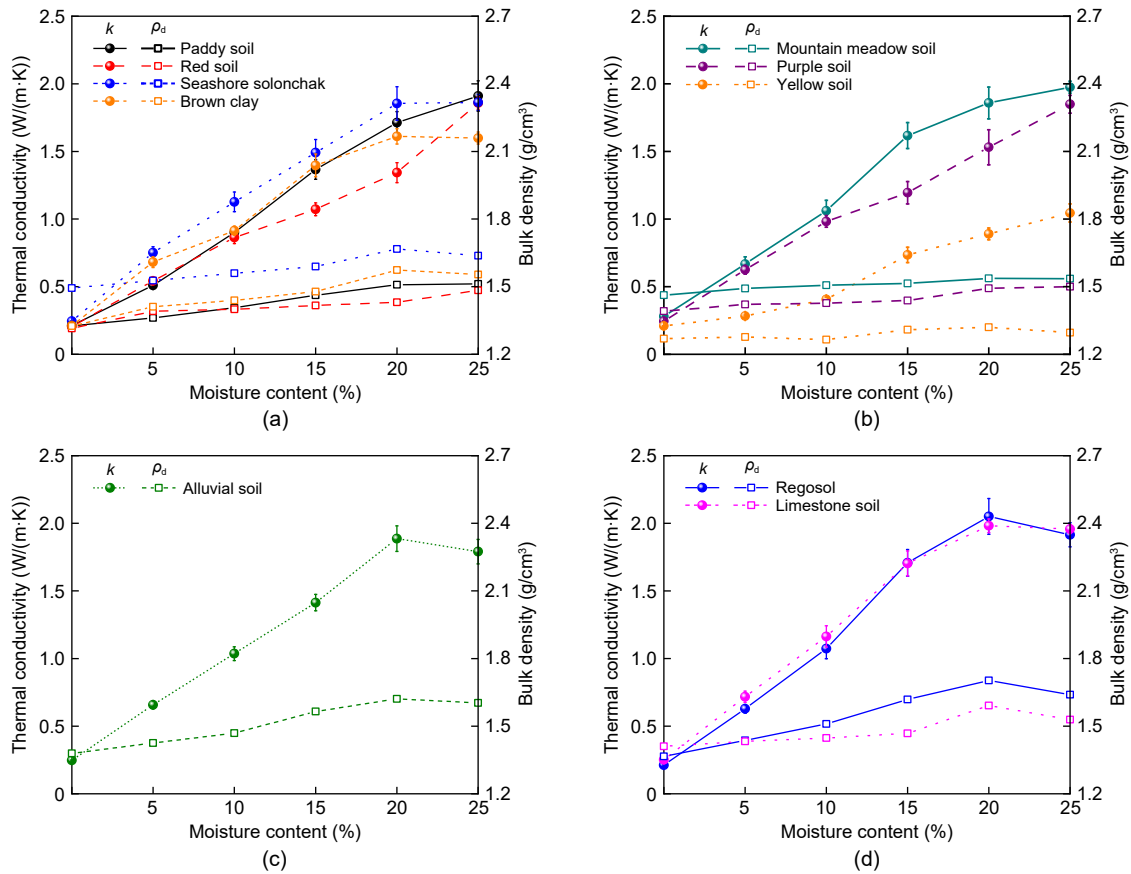 2.5
2.0
1.5
1.0
0.5
0
Thermal conductivity (W/(m·K))
k ρd
Paddy soil
Red soil
Seashore solonchak
Brown clay
2.7
2.4
2.1
1.8
1.5
1.2
Bulk density (g/cm³)
5 10 15 20 25
Moisture content (%)
(a)
2.5
2.0
1.5
1.0
0.5
0
Thermal conductivity (W/(m·K))
k ρd
Mountain meadow soil
Purple soil
Yellow soil
2.7
2.4
2.1
1.8
1.5
1.2
Bulk density (g/cm³)
5 10 15 20 25
Moisture content (%)
(b)
2.5
2.0
1.5
1.0
0.5
0
Thermal conductivity (W/(m·K))
k ρd
Alluvial soil
2.7
2.4
2.1
1.8
1.5
1.2
Bulk density (g/cm³)
5 10 15 20 25
Moisture content (%)
(c)
2.5
2.0
1.5
1.0
0.5
0
Thermal conductivity (W/(m·K))
k ρd
Regosol
Limestone soil
2.7
2.4
2.1
1.8
1.5
1.2
Bulk density (g/cm³)
5 10 15 20 25
Moisture content (%)
(d)